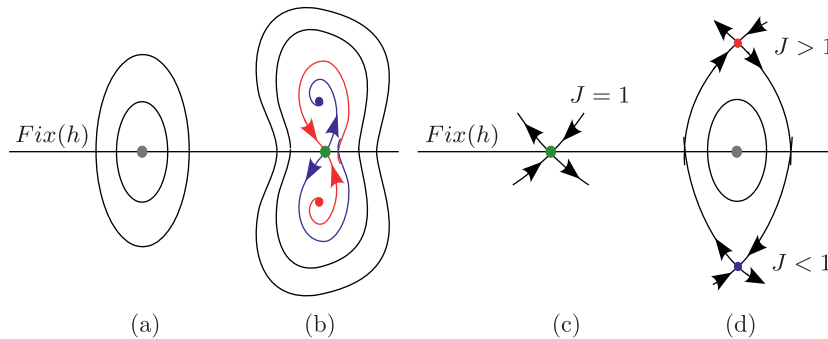 J > 1
J = 1
Fix(h)
Fix(h)
J < 1
(a)
(b)
(c)
(d)